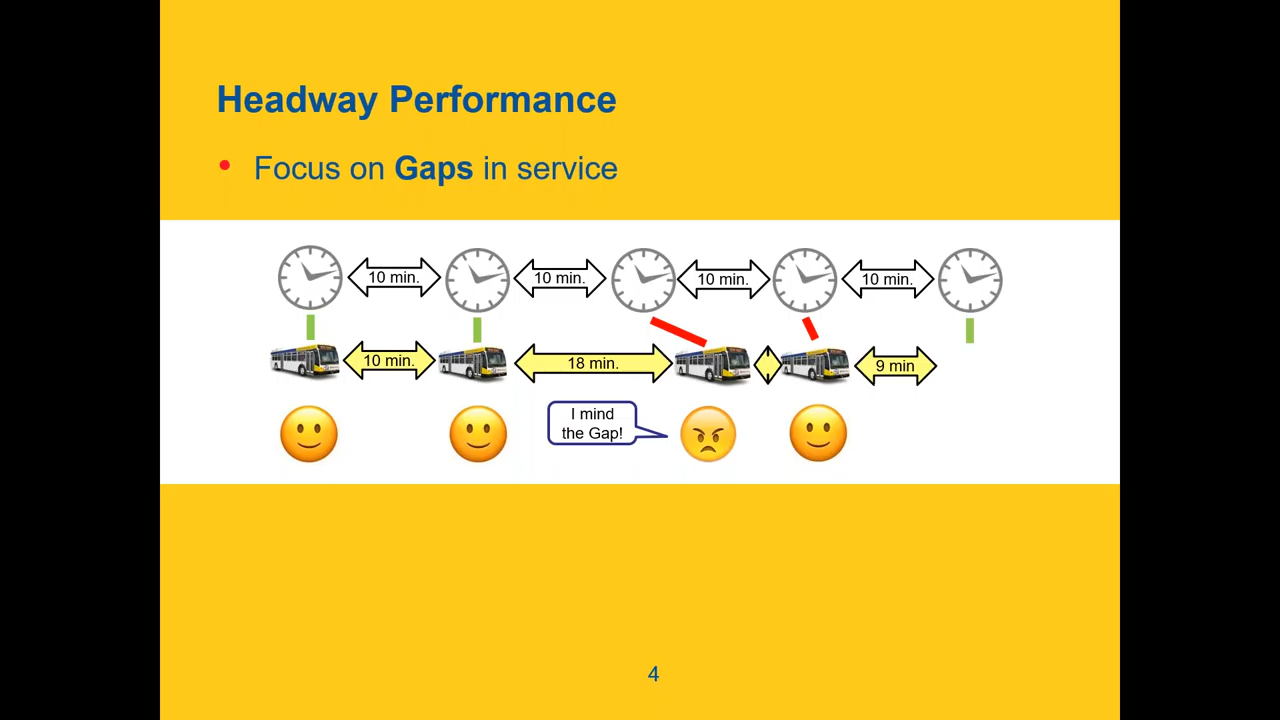 Headway Performance
• Focus on Gaps in service
10 min. 10 min. 10 min. 10 min.
10 min. 18 min. 9 min
I mind
the Gap!
4